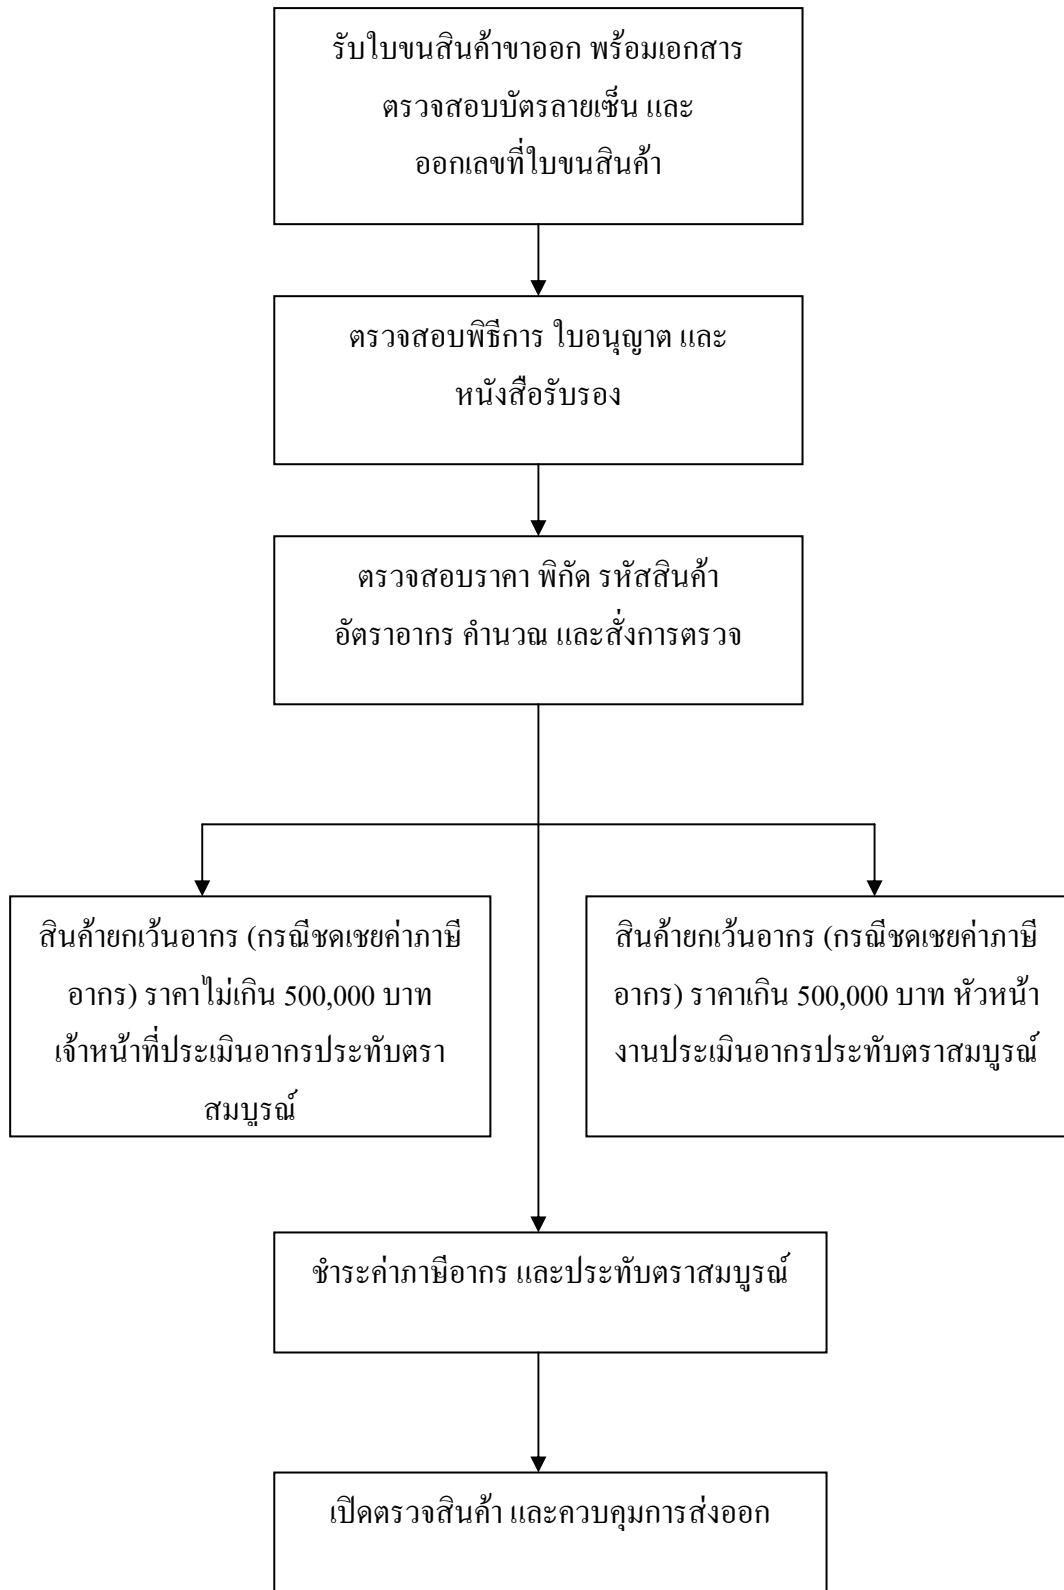 รับใบขนสินค้าขาออก พร้อมเอกสาร
ตรวจสอบบัตรลายเซ็น และ
ออกเลขที่ใบขนสินค้า
ตรวจสอบพิธีการ ใบอนุญาต และ
หนังสือรับรอง
ตรวจสอบราคา พิกัด รหัสสินค้า
อัตราอากร คำนวณ และสั่งการตรวจ
สินค้ายกเว้นอากร (กรณีชดเชยค่าภาษี
อากร) ราคาไม่เกิน 500,000 บาท
เจ้าหน้าที่ประเมินอากรประทับตรา
สมบูรณ์
สินค้ายกเว้นอากร (กรณีชดเชยค่าภาษี
อากร) ราคาเกิน 500,000 บาท หัวหน้า
งานประเมินอากรประทับตราสมบูรณ์
ชำระค่าภาษีอากร และประทับตราสมบูรณ์
เปิดตรวจสินค้า และควบคุมการส่งออก